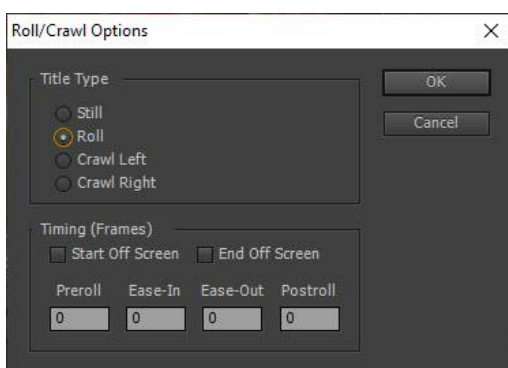 Roll/Crawl Options
Title Type
Still
Roll
Crawl Left
Crawl Right
OK
Cancel
Timing (Frames)
Start Off Screen End Off Screen
Preroll Ease-In Ease-Out Postroll
0 0 0 0